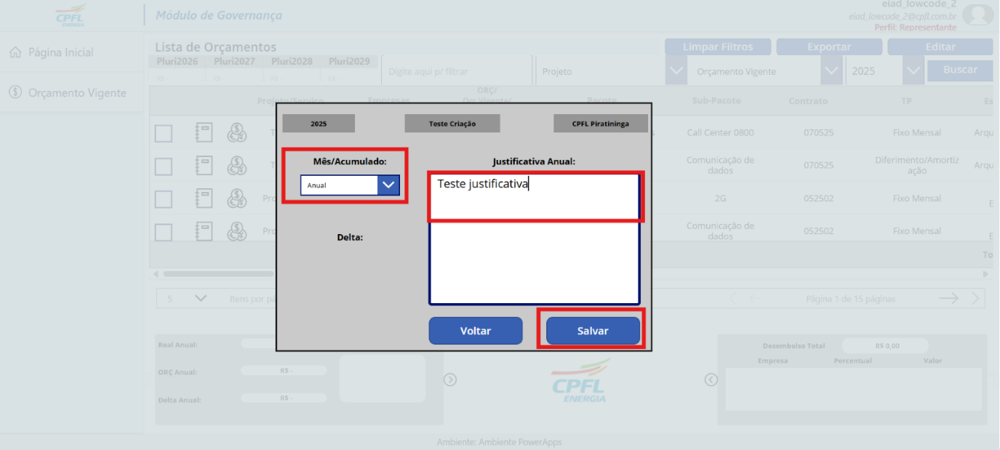 CPFL
ENERGIA
Módulo de Governança
eiad_lowcode_2
eiad_lowcode_2@cpfl.com.br
Perfil: Representante
Página Inicial
Orçamento Vigente
Lista de Orçamentos
Limpar Filtros
Exportar
Editar
Pluri2026 Pluri2027 Pluri2028 Pluri2029
R$ - R$ - R$ R$ -
Digite aqui p/ filtrar
Projeto
Orçamento Vigente
2025
Buscar
Projeto/Serviço Empresas ORÇ/ Pacote Sub-Pacote Contrato TP Es
Orç Vigente/
Call Center 0800 070525 Fixo Mensal Arqu
Comunicação de dados 070525 Diferimento/Amortiz ação Arqu
Pro 2G 052502 Fixo Mensal E
Pro Comunicação de dados 052502 Fixo Mensal E
To
2025
Teste Criação
CPFL Piratininga
Mês/Acumulado:
Anual
Delta:
Justificativa Anual:
Teste justificativa
Voltar
Salvar
5
Itens por pá
Página 1 de 15 páginas
Real Anual:
ORÇ Anual: R$ -
Delta Anual: R$ -
CPFL
ENERGIA
Desembolso Total R$ 0,00
Empresa Percentual Valor
Ambiente: Ambiente PowerApps